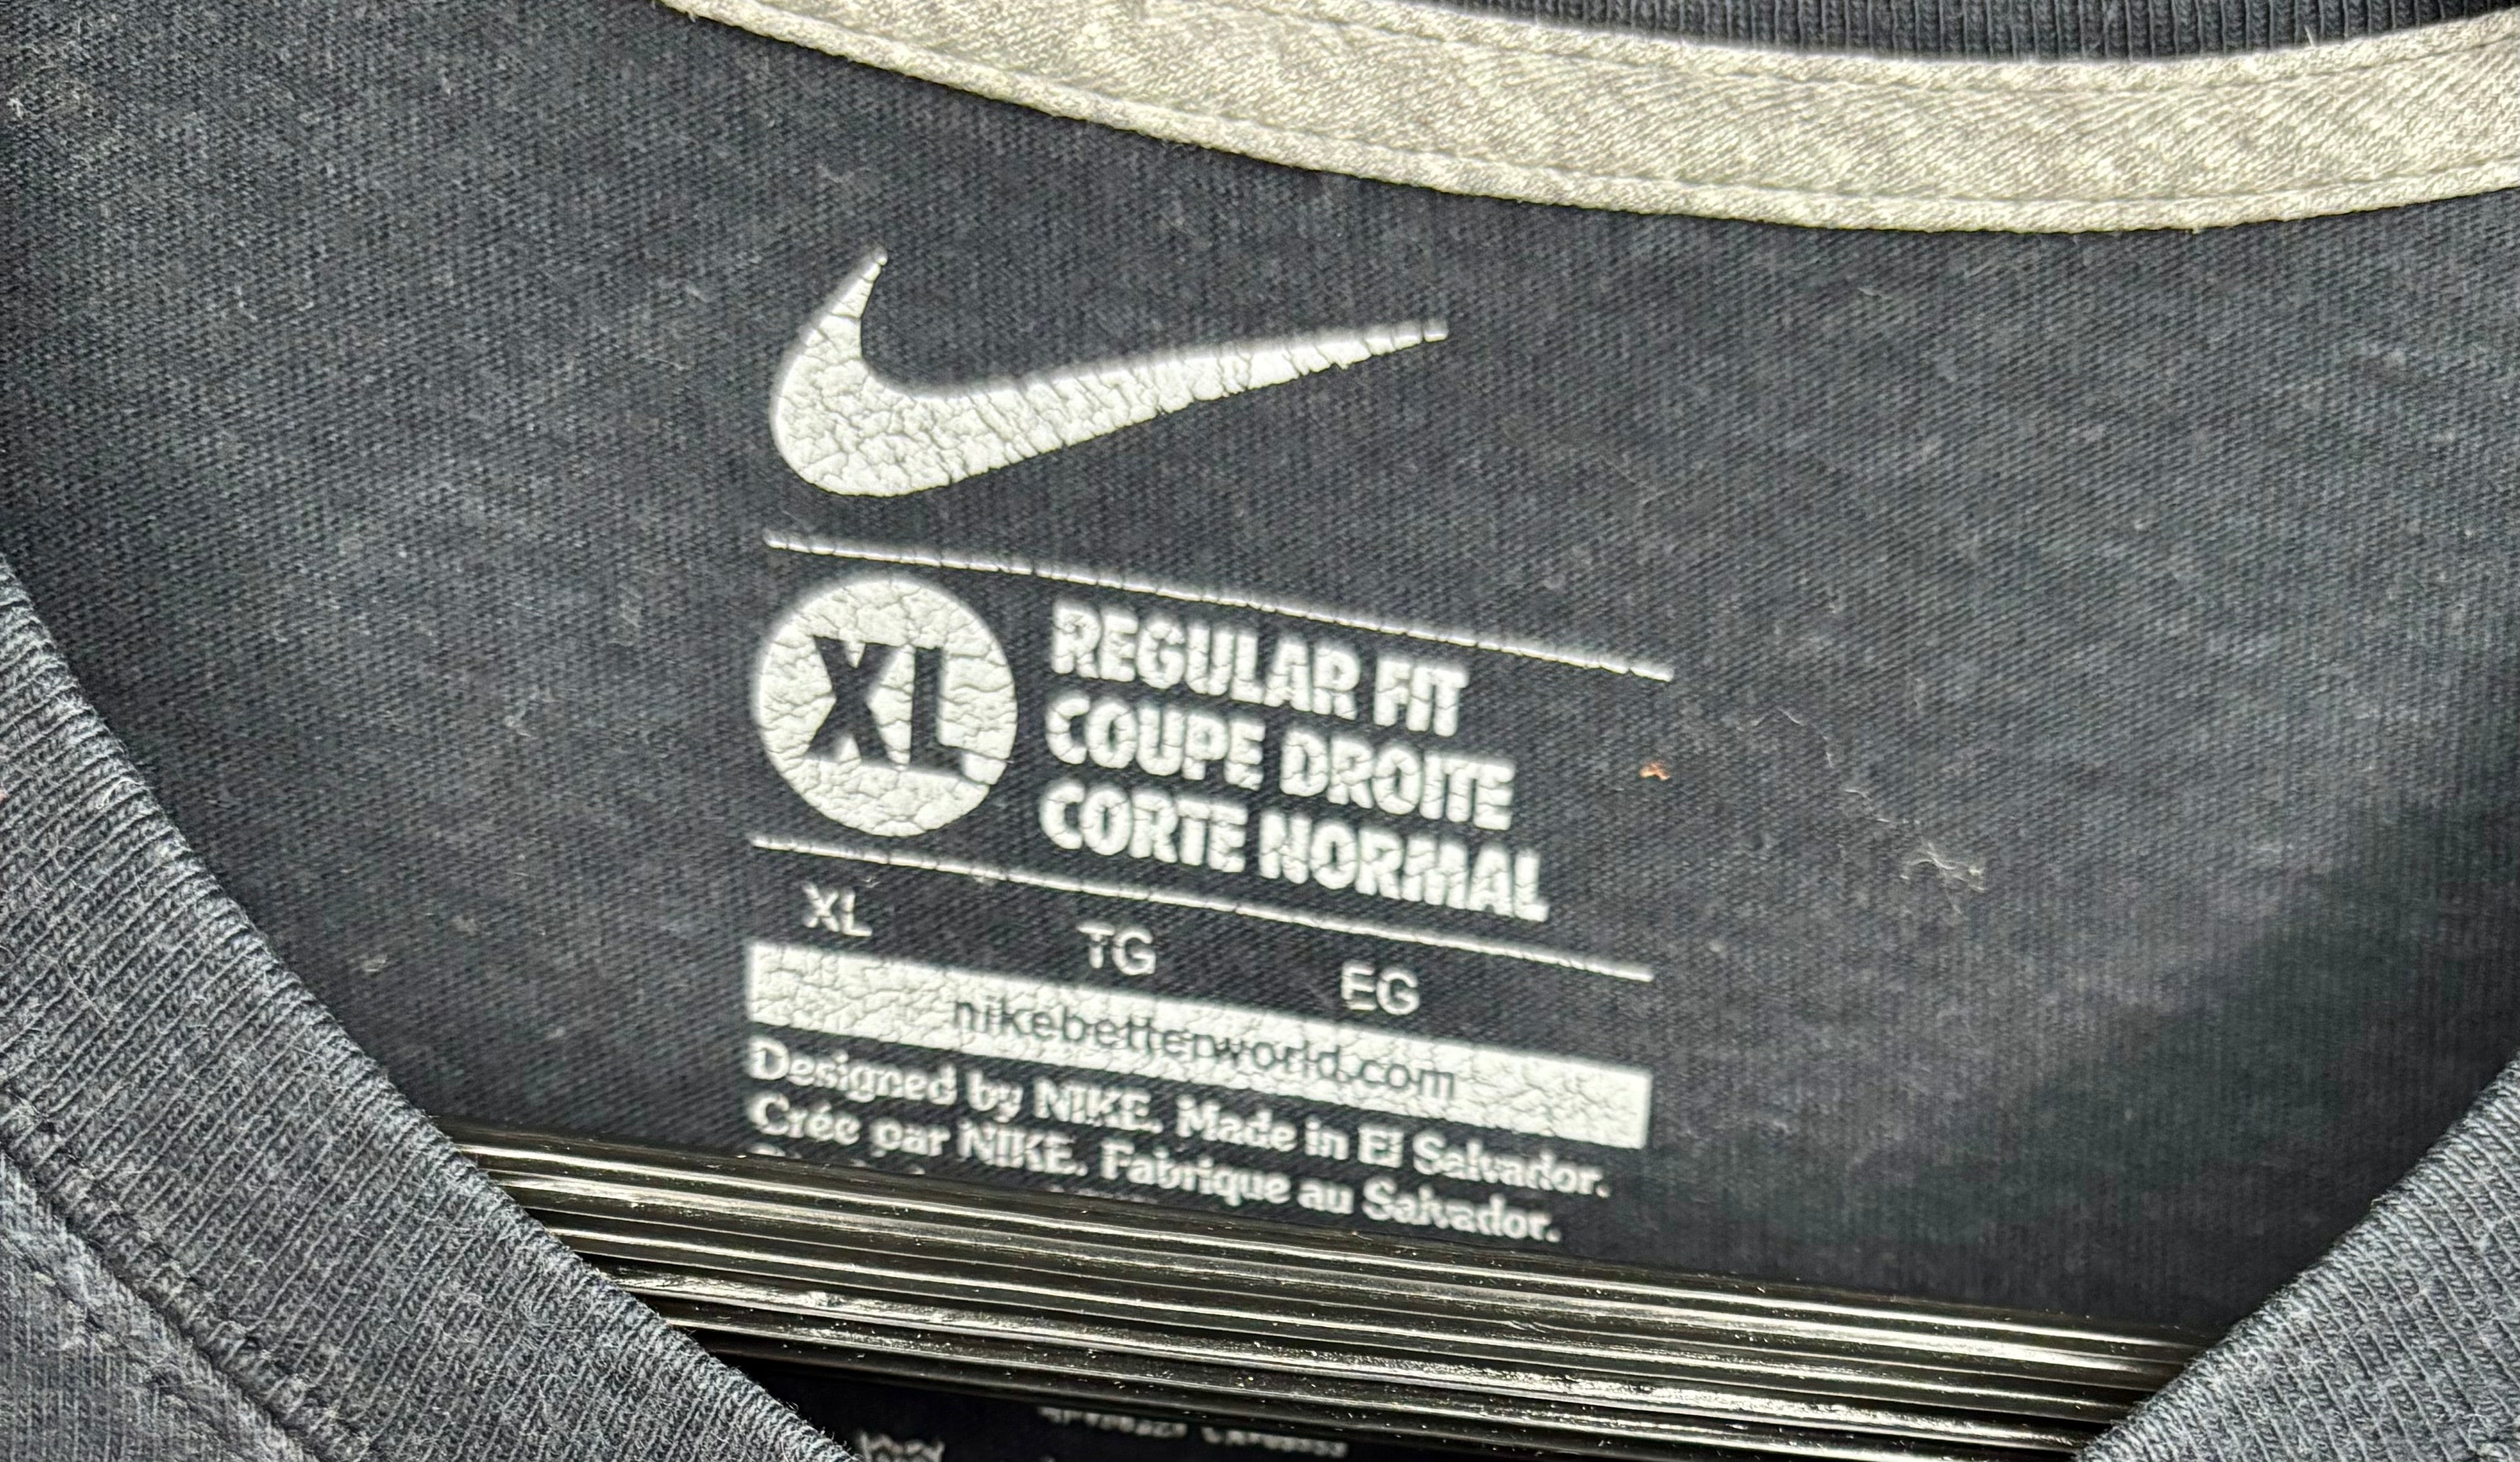 XL
REGULAR FIT
COUPE DROITE
CORTE NORMAL
XL TG EG
nikebetterworld.com
Designed by NIKE. Made in El Salvador.
Crée par NIKE. Fabrique au Salvador.